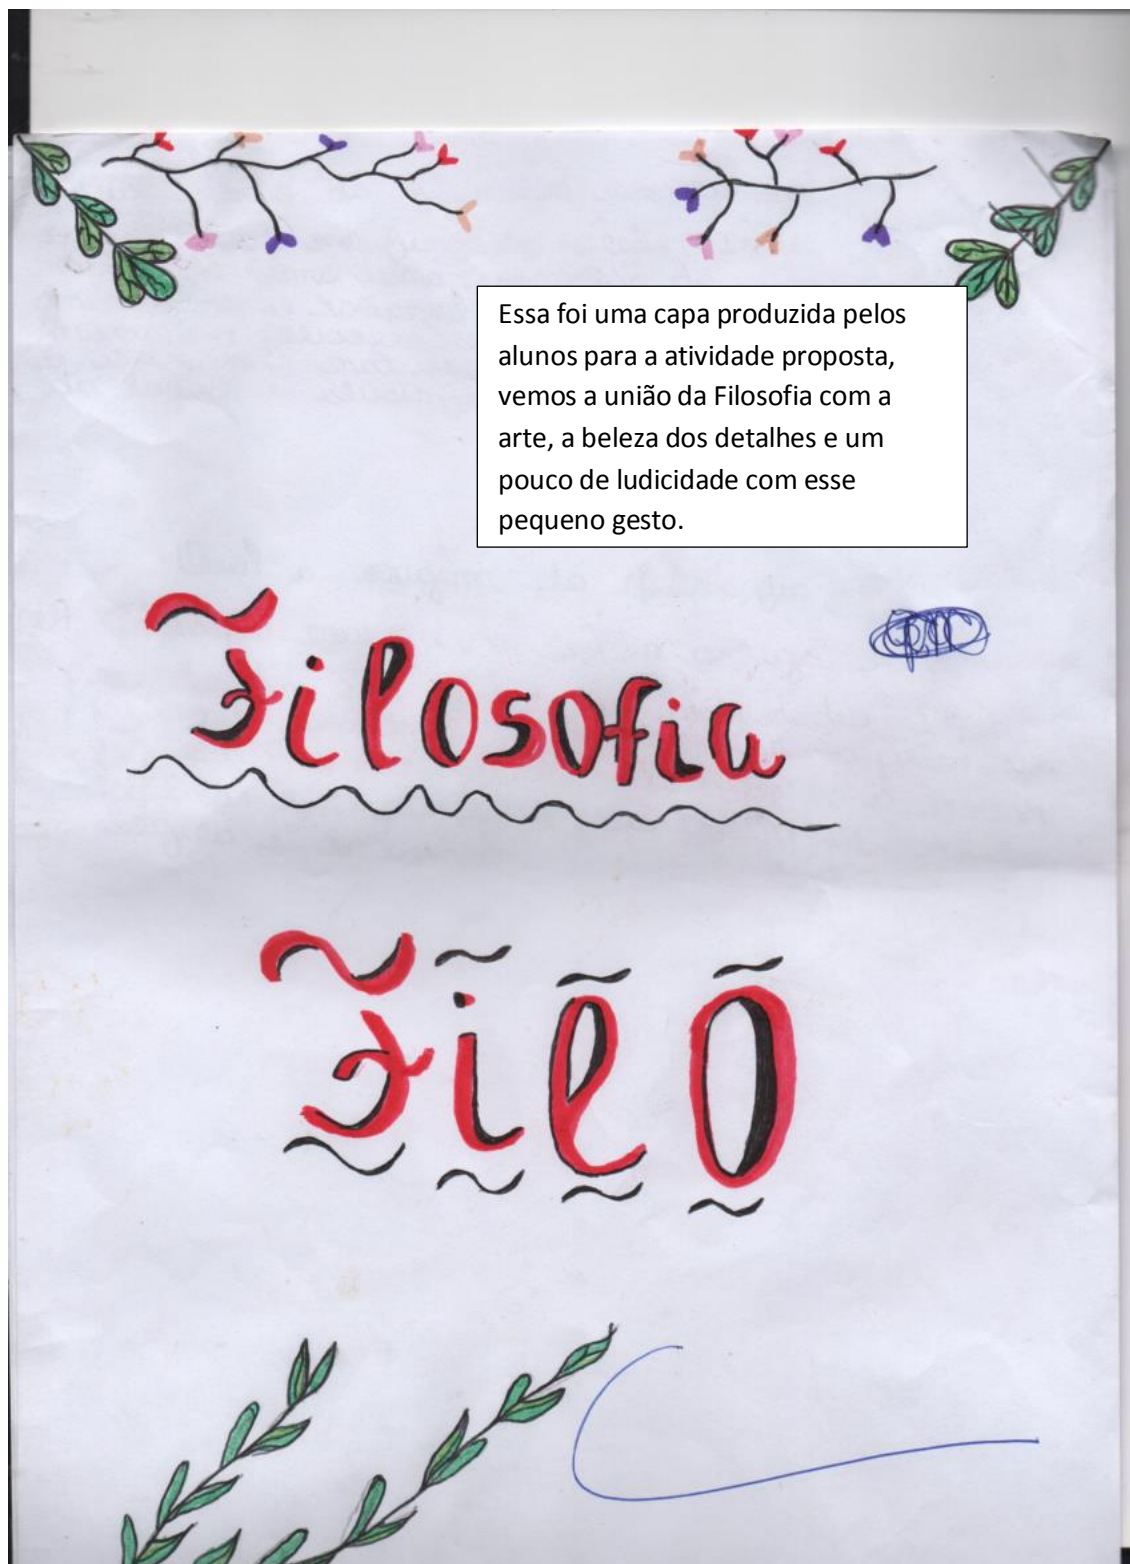 Essa foi uma capa produzida pelos
alunos para a atividade proposta,
vemos a união da Filosofia com a
arte, a beleza dos detalhes e um
pouco de ludicidade com esse
pequeno gesto.
Filosofia
Filo